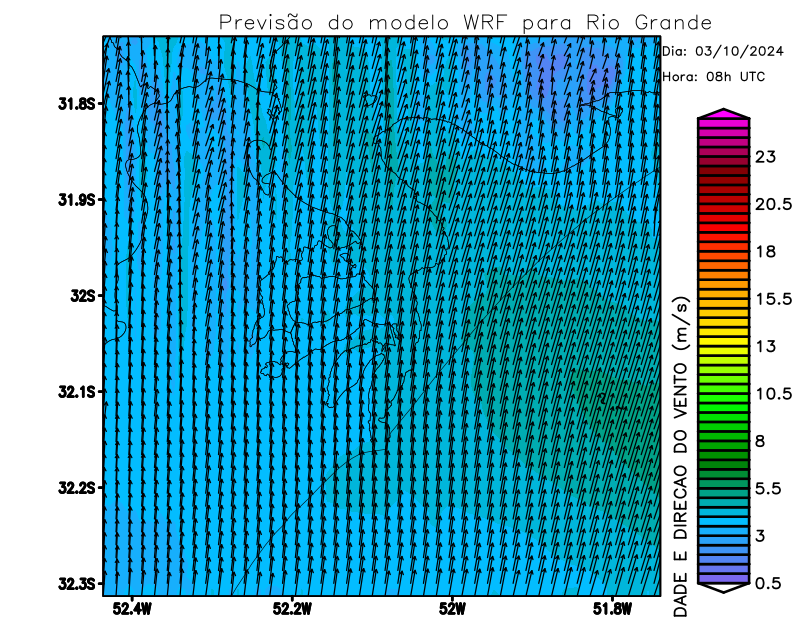 Previsão do modelo WRF para Rio Grande
Dia: 03/10/2024
Hora: 08h UTC
31.8S
31.9S
32S
32.1S
32.2S
32.3S
52.4W
52.2W
52W
51.8W
23
20.5
18
15.5
13
10.5
8
5.5
3
0.5
DADE E DIRECAO DO VENTO (m/s)